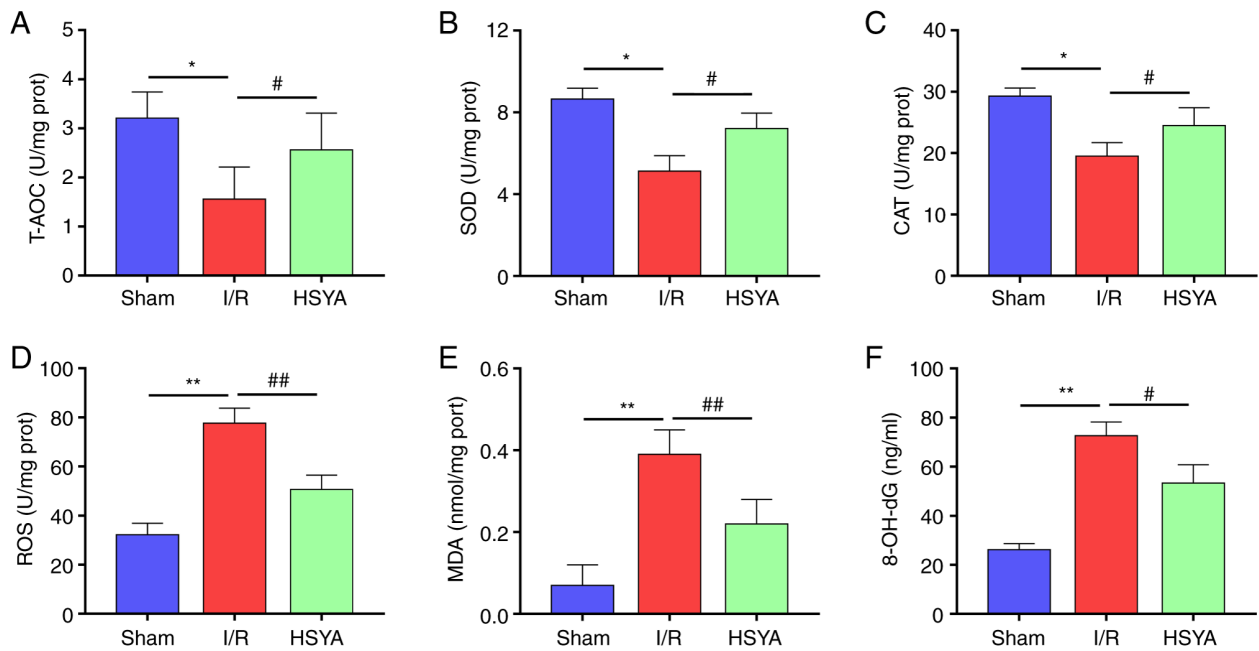 A
T-AOC (U/mg prot)
5
4
3
2
1
0
*
#
Sham I/R HSYA
B
SOD (U/mg prot)
12
8
4
0
*
#
Sham I/R HSYA
C
CAT (U/mg prot)
40
30
20
10
0
*
#
Sham I/R HSYA
D
ROS (U/mg prot)
100
80
60
40
20
0
**
##
Sham I/R HSYA
E
MDA (nmol/mg port)
0.6
0.4
0.2
0.0
**
##
Sham I/R HSYA
F
8-OH-dG (ng/ml)
100
80
60
40
20
0
**
#
Sham I/R HSYA